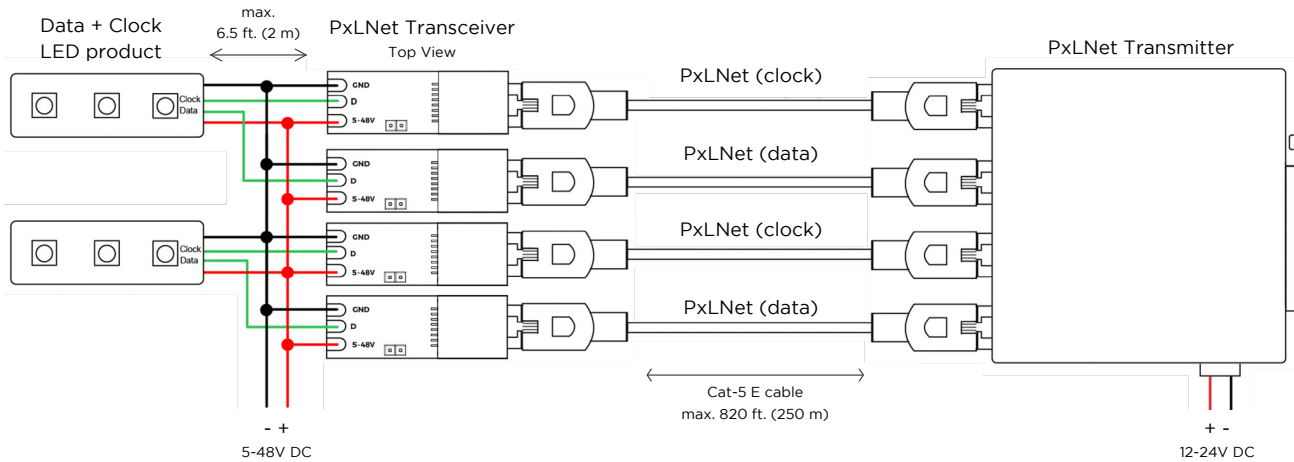 Data + Clock
LED product
max.
6.5 ft. (2 m)
PxLNet Transceiver
Top View
PxLNet Transmitter
PxLNet (clock)
Clock
Data
GND
D
5-48V
PxLNet (data)
GND
D
5-48V
PxLNet (clock)
Clock
Data
GND
D
5-48V
PxLNet (data)
GND
D
5-48V
Cat-5 E cable
max. 820 ft. (250 m)
- +
5-48V DC
+ -
12-24V DC